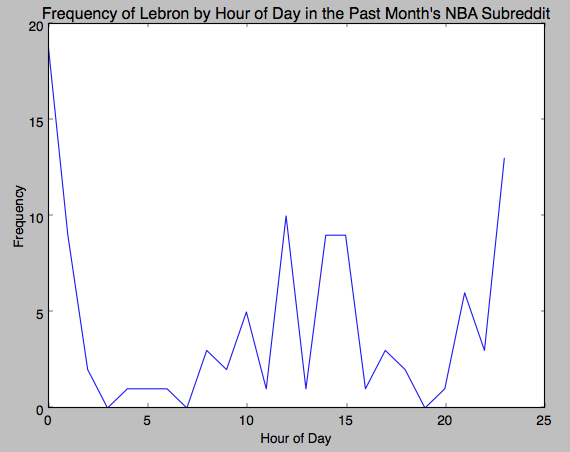 Frequency of Lebron by Hour of Day in the Past Month's NBA Subreddit
20
15
10
5
0
Frequency
0 5 10 15 20 25
Hour of Day